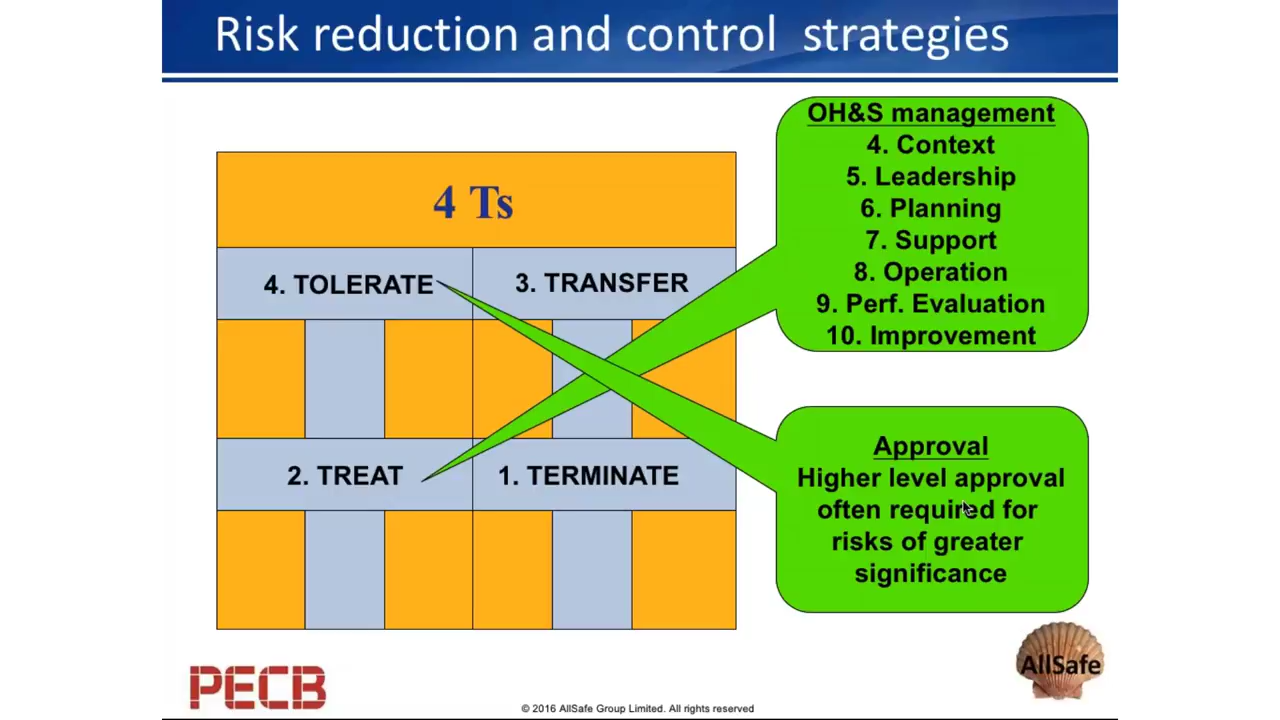 Risk reduction and control strategies
4 Ts
4. TOLERATE
3. TRANSFER
2. TREAT
1. TERMINATE
OH&S management
4. Context
5. Leadership
6. Planning
7. Support
8. Operation
9. Perf. Evaluation
10. Improvement
Approval
Higher level approval
often required for
risks of greater
significance
PECB
© 2016 AllSafe Group Limited. All rights reserved
AllSafe